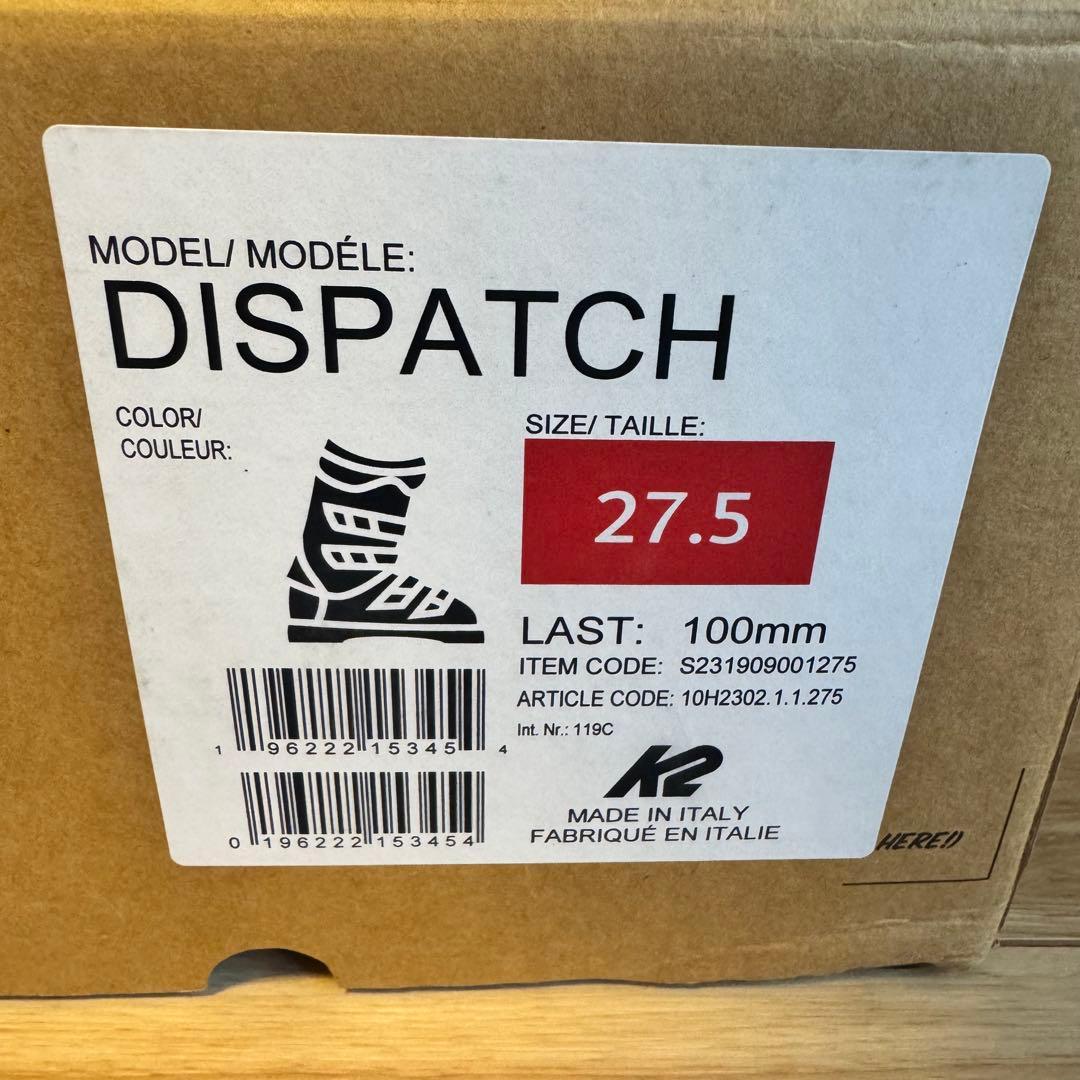 MODEL/ MODÉLE:
DISPATCH
COLOR/
COULEUR:
SIZE/ TAILLE:
27.5
LAST: 100mm
ITEM CODE: S231909001275
ARTICLE CODE: 10H2302.1.1.275
Int. Nr.: 119C
1 96222 15345 4
0 196222 153454
K2
MADE IN ITALY
FABRIQUÉ EN ITALIE
HERE!)